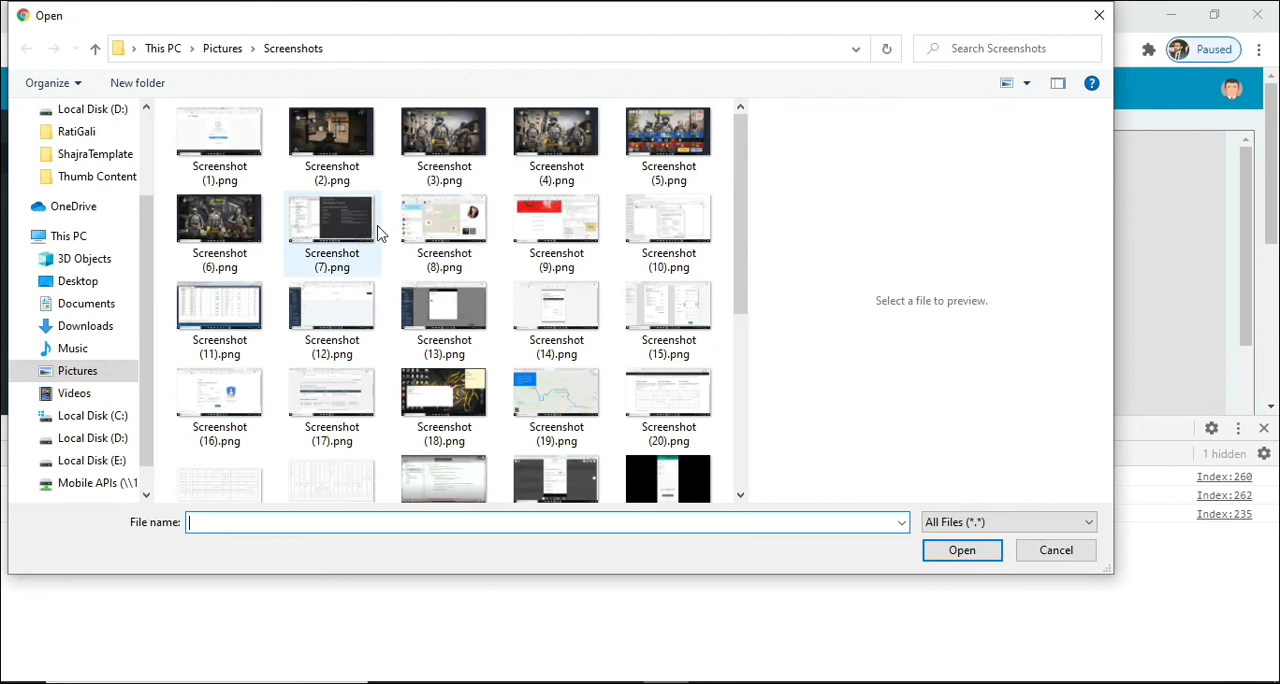 Open
This PC
Pictures
Screenshots
Search Screenshots
Paused
Organize
New folder
Local Disk (D:)
RatiGali
ShajraTemplate
Thumb Content
OneDrive
This PC
3D Objects
Desktop
Documents
Downloads
Music
Pictures
Videos
Local Disk (C:)
Local Disk (D:)
Local Disk (E:)
Mobile APIs (\\1
Screenshot
(1).png
Screenshot
(2).png
Screenshot
(3).png
Screenshot
(4).png
Screenshot
(5).png
Screenshot
(6).png
Screenshot
(7).png
Screenshot
(8).png
Screenshot
(9).png
Screenshot
(10).png
Screenshot
(11).png
Screenshot
(12).png
Screenshot
(13).png
Screenshot
(14).png
Screenshot
(15).png
Screenshot
(16).png
Screenshot
(17).png
Screenshot
(18).png
Screenshot
(19).png
Screenshot
(20).png
Select a file to preview.
File name:
All Files (*.*)
Open
Cancel
1 hidden
Index:260
Index:262
Index:235